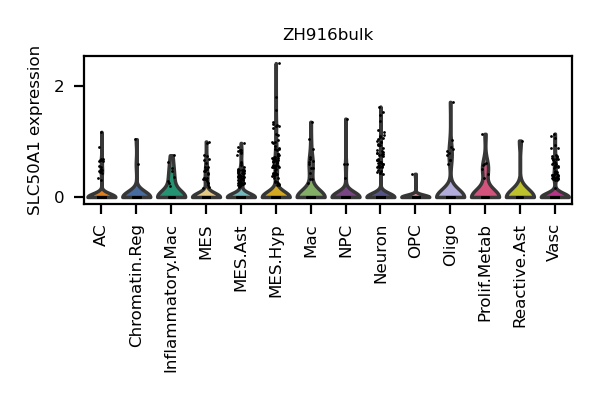 ZH916bulk
SLC50A1 expression
2
0
AC
Chromatin.Reg
Inflammatory.Mac
MES
MES.Ast
MES.Hyp
Mac
NPC
Neuron
OPC
Oligo
Prolif.Metab
Reactive.Ast
Vasc